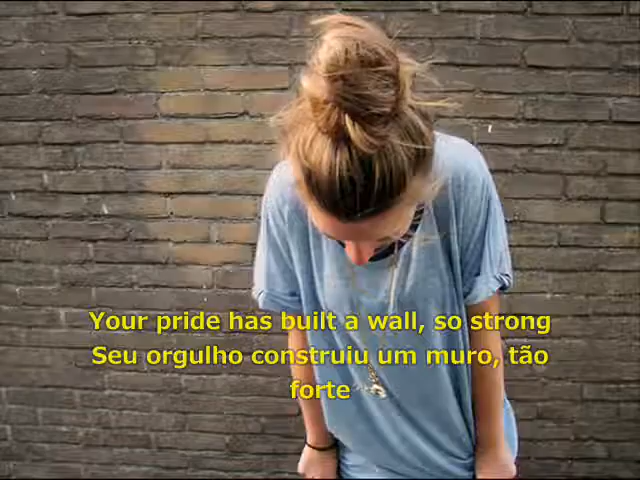 Your pride has built a wall, so strong
Seu orgulho construiu um muro, tão
forte